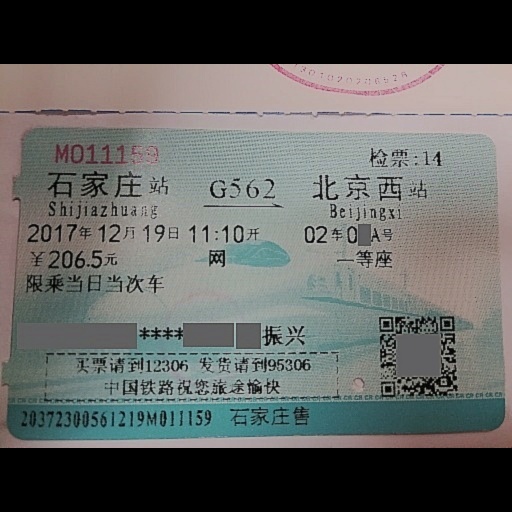 M011159
检票:14
石家庄站 G562 北京西站
Shijiazhuang Beijingxi
2017年12月19日 11:10开 02车0 A号
￥206.5元 网 一等座
限乘当日当次车
**** 振兴
买票请到12306 发货请到95306
中国铁路祝您旅途愉快
20372300561219M011159 石家庄售